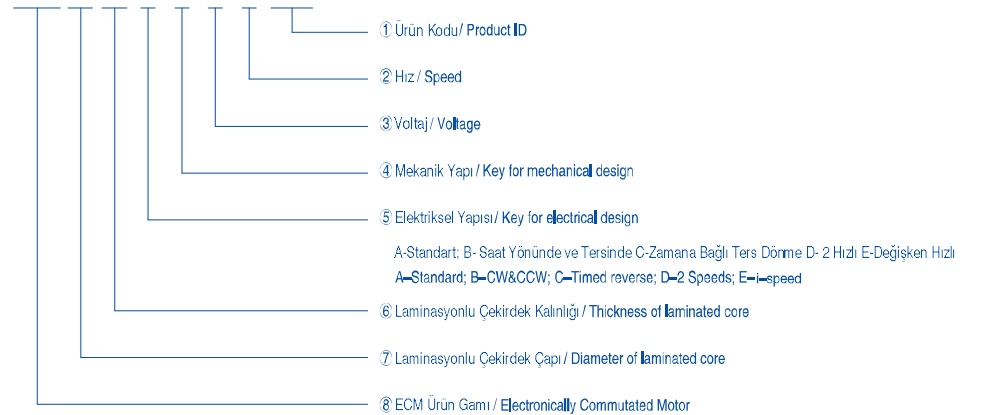 ① Ürün Kodu / Product ID
② Hız / Speed
③ Voltaj / Voltage
④ Mekanik Yapı / Key for mechanical design
⑤ Elektriksel Yapısı / Key for electrical design
A-Standart; B- Saat Yönünde ve Tersinde C-Zamana Bağlı Ters Dönme D- 2 Hızlı E-Değişken Hızlı
A–Standard; B–CW&CCW; C–Timed reverse; D–2 Speeds; E–i–speed
⑥ Laminasyonlu Çekirdek Kalınlığı / Thickness of laminated core
⑦ Laminasyonlu Çekirdek Çapı / Diameter of laminated core
⑧ ECM Ürün Gamı / Electronically Commutated Motor